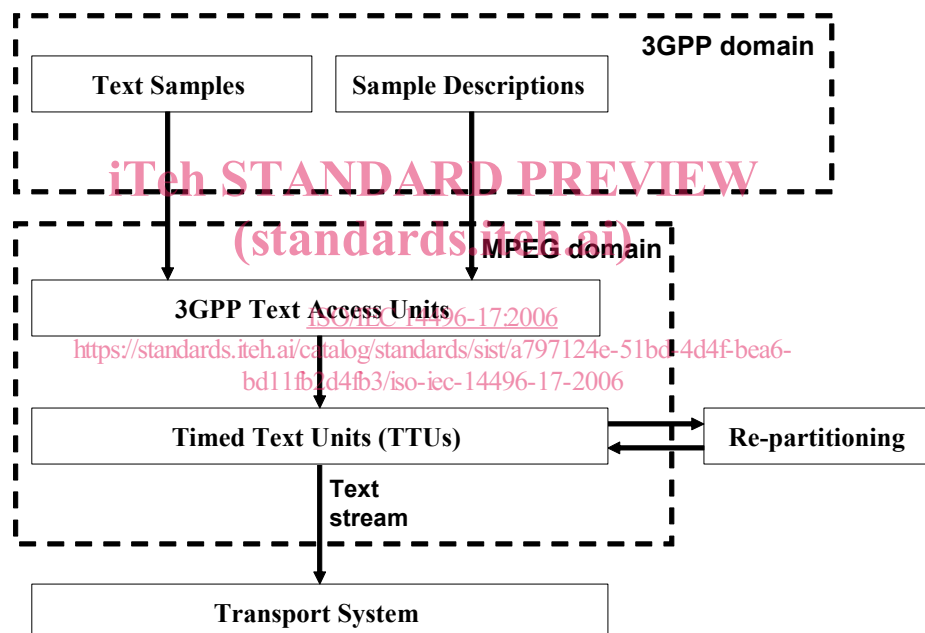 3GPP domain
Text Samples
Sample Descriptions
iTeh STANDARD PREVIEW
(standards.iteh.ai)
MPEG domain
3GPP Text Access Units
ISO/IEC 14496-17:2006
https://standards.iteh.ai/catalog/standards/sist/a797124e-51bd-4d4f-bea6-
bd11fb2d4fb3/iso-iec-14496-17-2006
Timed Text Units (TTUs)
Re-partitioning
Text
stream
Transport System